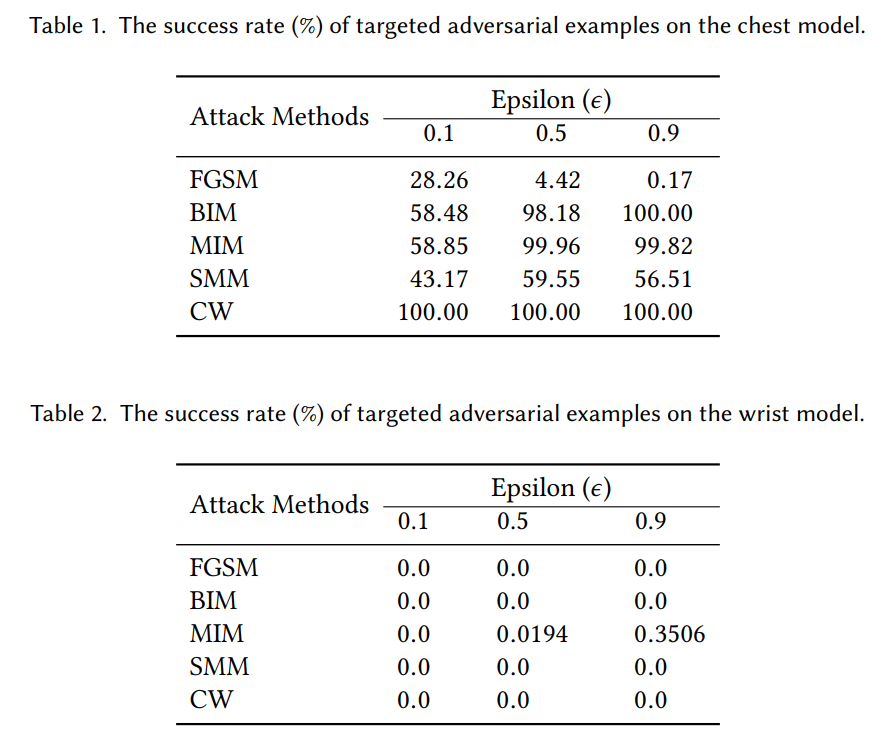 Table 1. The success rate (%) of targeted adversarial examples on the chest model.
Attack Methods Epsilon (ϵ)
0.1 0.5 0.9
FGSM 28.26 4.42 0.17
BIM 58.48 98.18 100.00
MIM 58.85 99.96 99.82
SMM 43.17 59.55 56.51
CW 100.00 100.00 100.00
Table 2. The success rate (%) of targeted adversarial examples on the wrist model.
Attack Methods Epsilon (ϵ)
0.1 0.5 0.9
FGSM 0.0 0.0 0.0
BIM 0.0 0.0 0.0
MIM 0.0 0.0194 0.3506
SMM 0.0 0.0 0.0
CW 0.0 0.0 0.0